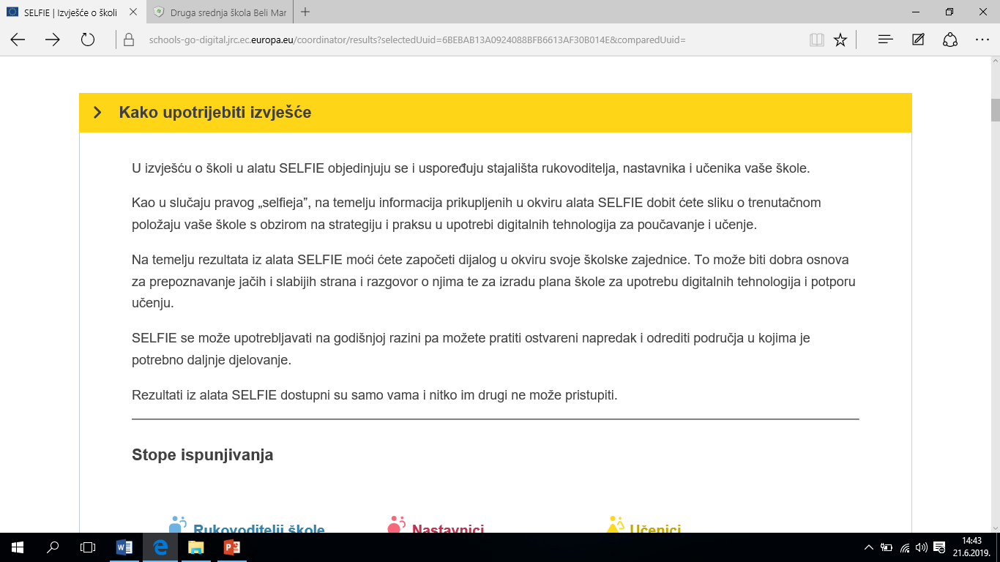 SELFIE | Izvješće o školi
Druga srednja škola Beli Mar
schools-go-digital.jrc.ec.europa.eu/coordinator/results?selectedUuid=6BEBAB13A0924088BFB6613AF30B014E&comparedUuid=
Kako upotrijebiti izvješće
U izvješću o školi u alatu SELFIE objedinjuju se i uspoređuju stajališta rukovoditelja, nastavnika i učenika vaše škole.
Kao u slučaju pravog „selfieja”, na temelju informacija prikupljenih u okviru alata SELFIE dobit ćete sliku o trenutačnom
položaju vaše škole s obzirom na strategiju i praksu u upotrebi digitalnih tehnologija za poučavanje i učenje.
Na temelju rezultata iz alata SELFIE moći ćete započeti dijalog u okviru svoje školske zajednice. To može biti dobra osnova
za prepoznavanje jačih i slabijih strana i razgovor o njima te za izradu plana škole za upotrebu digitalnih tehnologija i potporu
učenju.
SELFIE se može upotrebljavati na godišnjoj razini pa možete pratiti ostvareni napredak i odrediti područja u kojima je
potrebno daljnje djelovanje.
Rezultati iz alata SELFIE dostupni su samo vama i nitko im drugi ne može pristupiti.
Stope ispunjivanja
Rukovoditelji škole
Nastavnici
Učenici
14:43
21.6.2019.